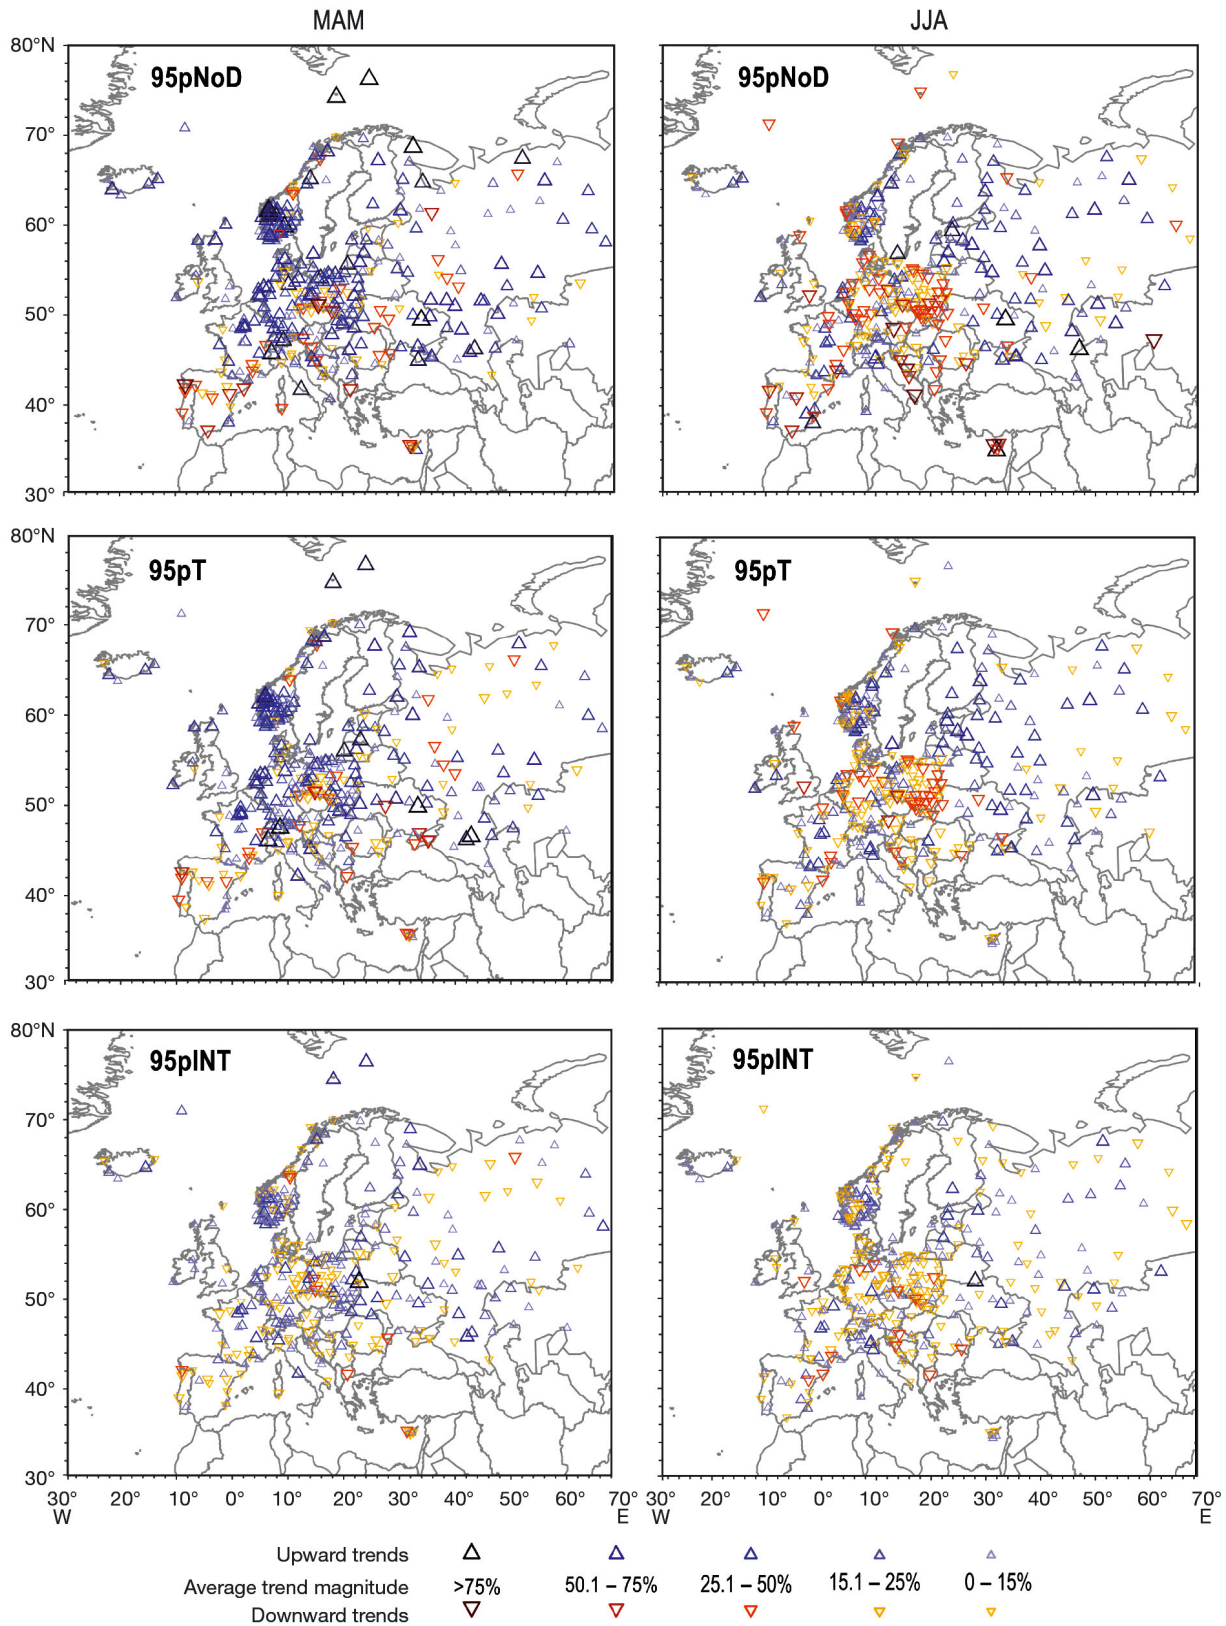 MAM JJA
80°N
95pNoD 95pNoD
70°
60°
50°
40°
30°
80°N
95pT 95pT
70°
60°
50°
40°
30°
80°N
95pINT 95pINT
70°
60°
50°
40°
30°
30° 20° 10° 0° 10° 20° 30° 40° 50° 60° 70° 30° 20° 10° 0° 10° 20° 30° 40° 50° 60° 70°
W E W E
Upward trends
Average trend magnitude >75% 50.1 – 75% 25.1 – 50% 15.1 – 25% 0 – 15%
Downward trends